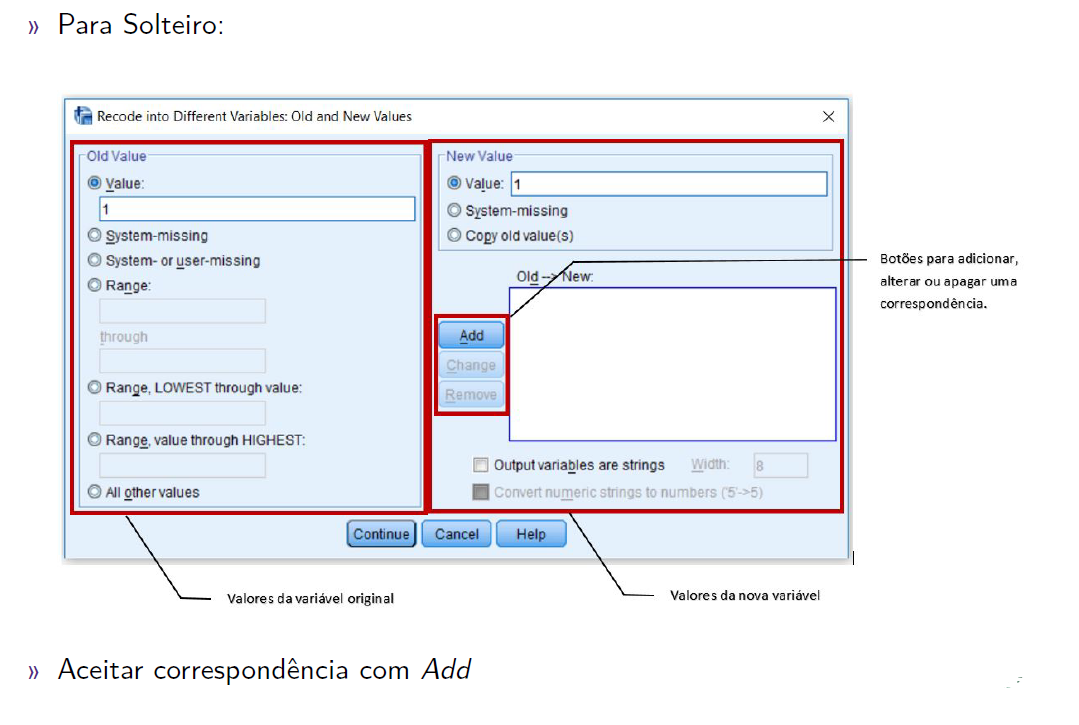 » Para Solteiro:
Recode into Different Variables: Old and New Values
Old Value
Value:
1
System-missing
System- or user-missing
Range:
through
Range, LOWEST through value:
Range, value through HIGHEST:
All other values
New Value
Value: 1
System-missing
Copy old value(s)
Old --> New:
Add
Change
Remove
Output variables are strings Width: 8
Convert numeric strings to numbers ('5'->5)
Continue Cancel Help
Botões para adicionar,
alterar ou apagar uma
correspondência.
Valores da variável original
Valores da nova variável
» Aceitar correspondência com Add